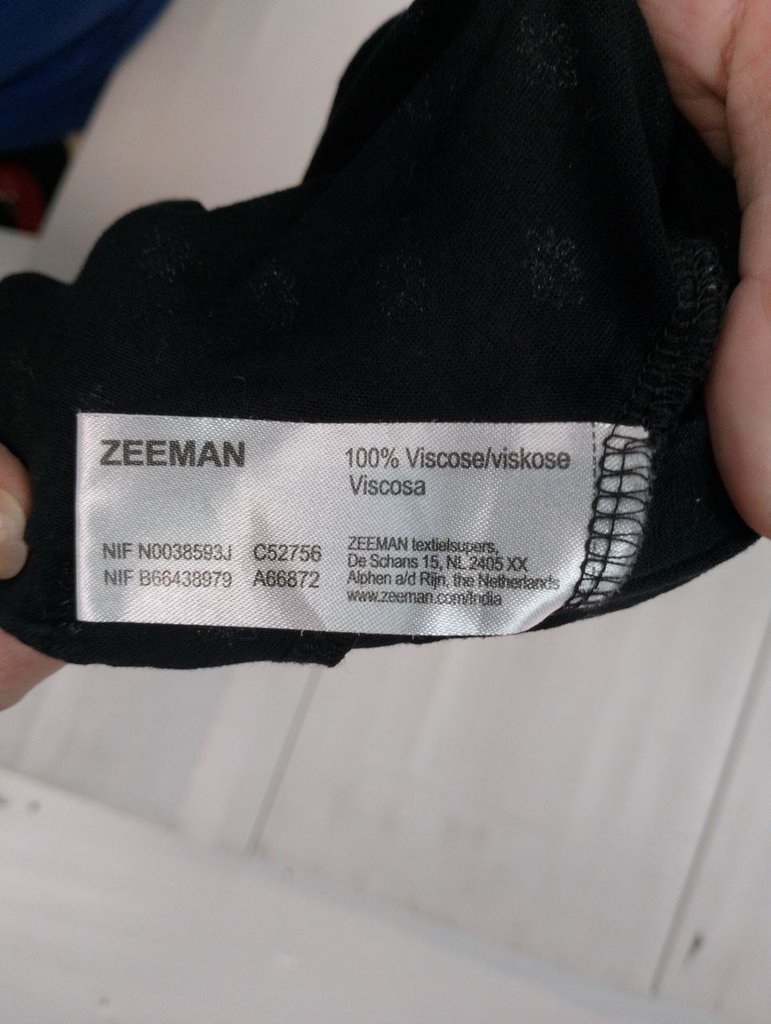 ZEEMAN
100% Viscose/viskose
Viscosa
NIF N0038593J C52756
NIF B66438979 A66872
ZEEMAN textielsupers,
De Schans 15, NL 2405 XX
Alphen a/d Rijn, the Netherlands
www.zeeman.com/India